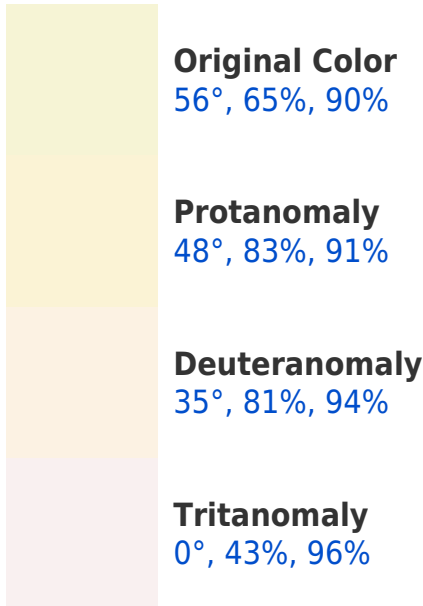 Original Color
56°, 65%, 90%
Protanomaly
48°, 83%, 91%
Deuteranomaly
35°, 81%, 94%
Tritanomaly
0°, 43%, 96%